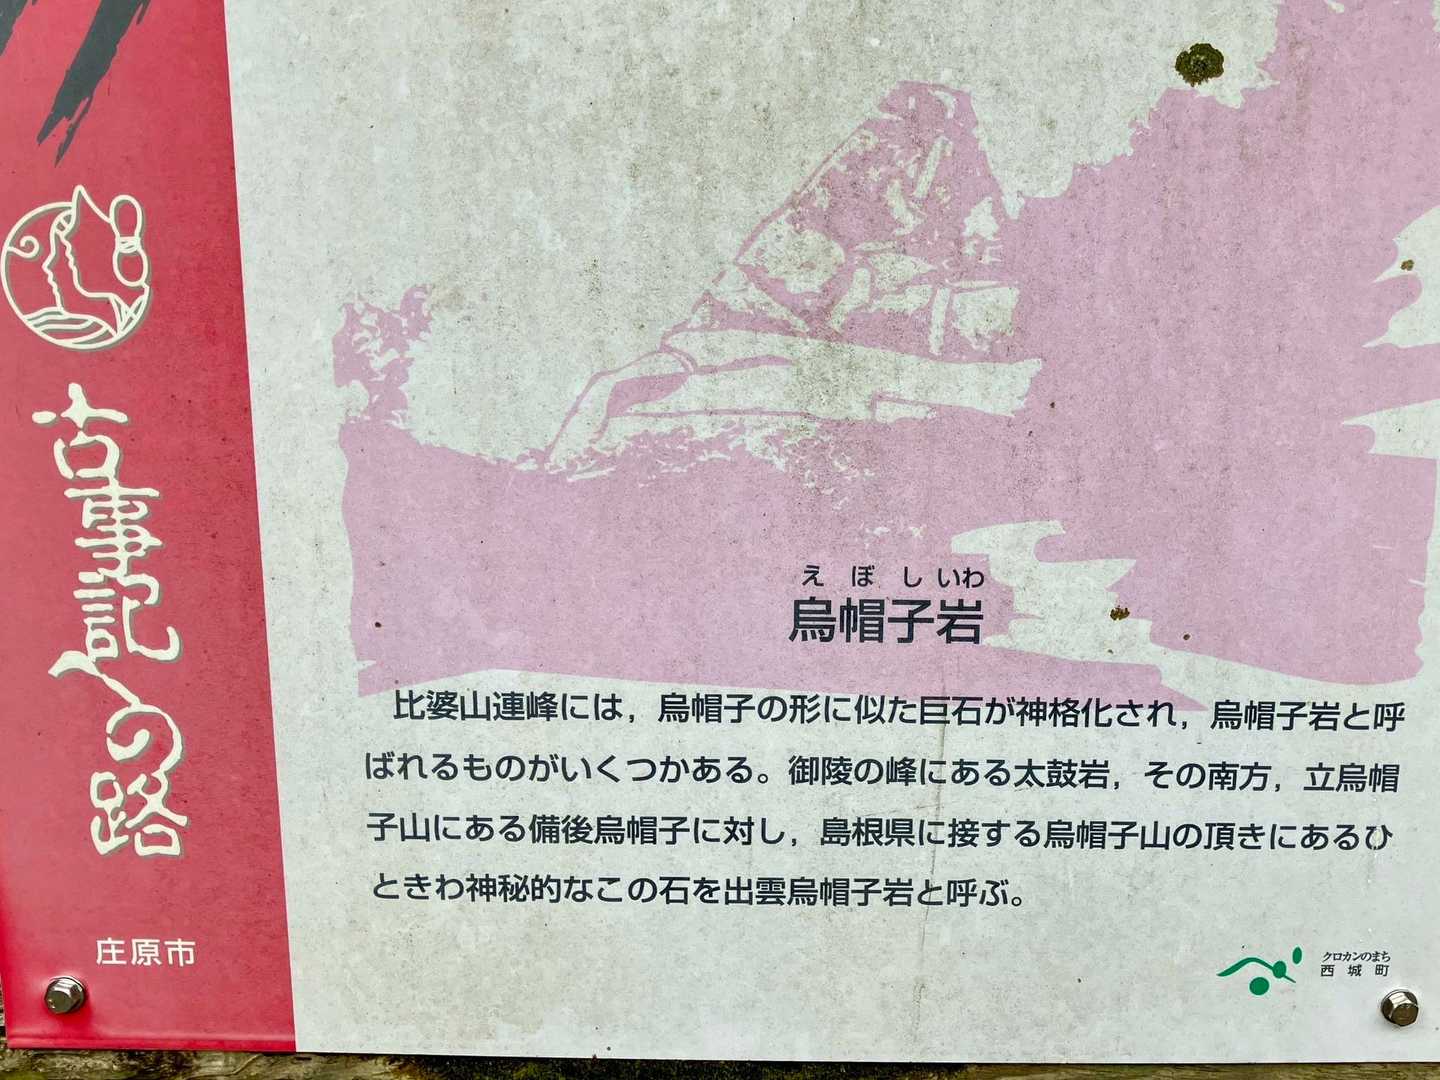 古事記の路
庄原市
えぼしいわ
烏帽子岩
比婆山連峰には，烏帽子の形に似た巨石が神格化され，烏帽子岩と呼
ばれるものがいくつかある。御陵の峰にある太鼓岩，その南方，立烏帽
子山にある備後烏帽子に対し，島根県に接する烏帽子山の頂きにあるひ
ときわ神秘的なこの石を出雲烏帽子岩と呼ぶ。
クロカンのまち
西城町